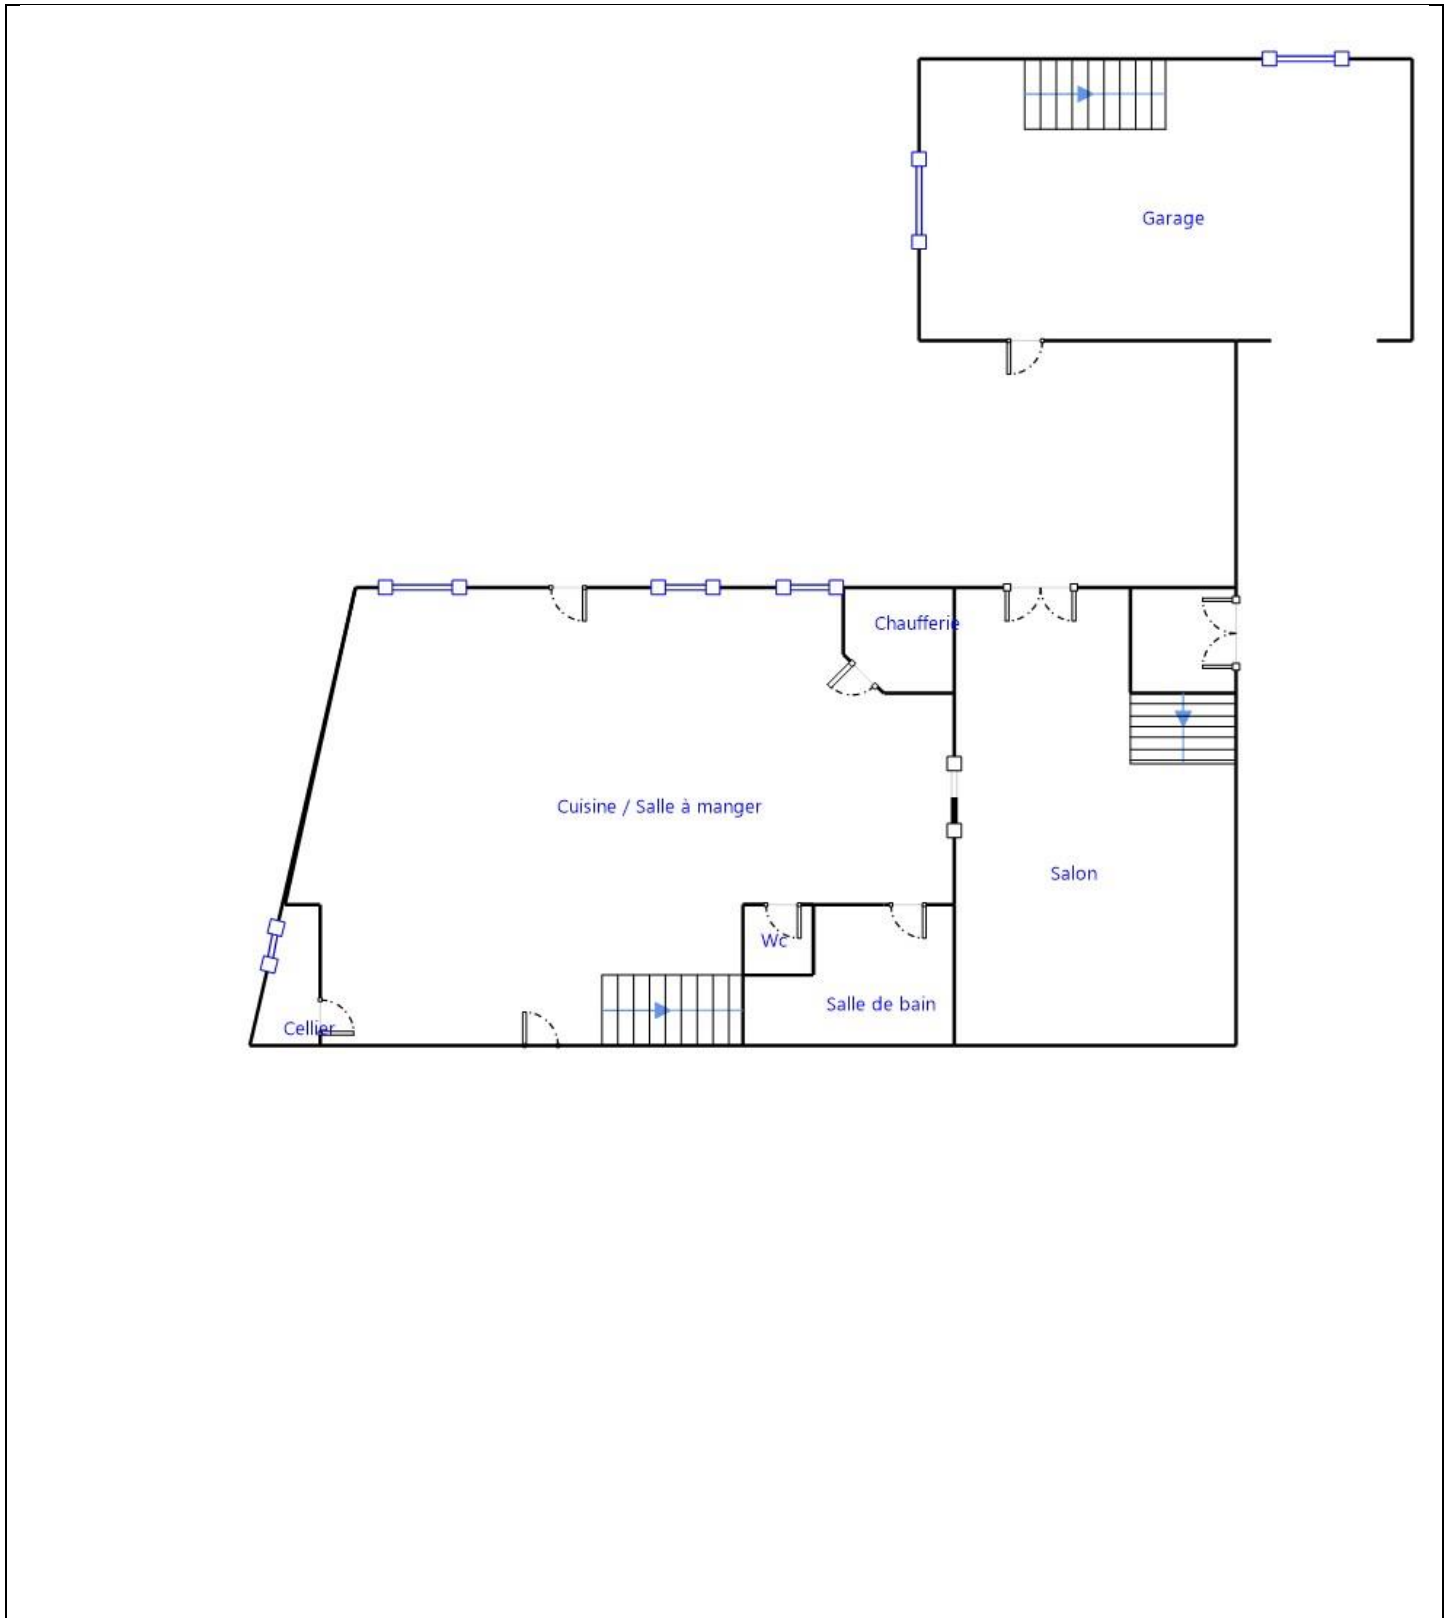 Garage
Chaufferie
Cuisine / Salle à manger
Salon
Wc
Salle de bain
Cellier